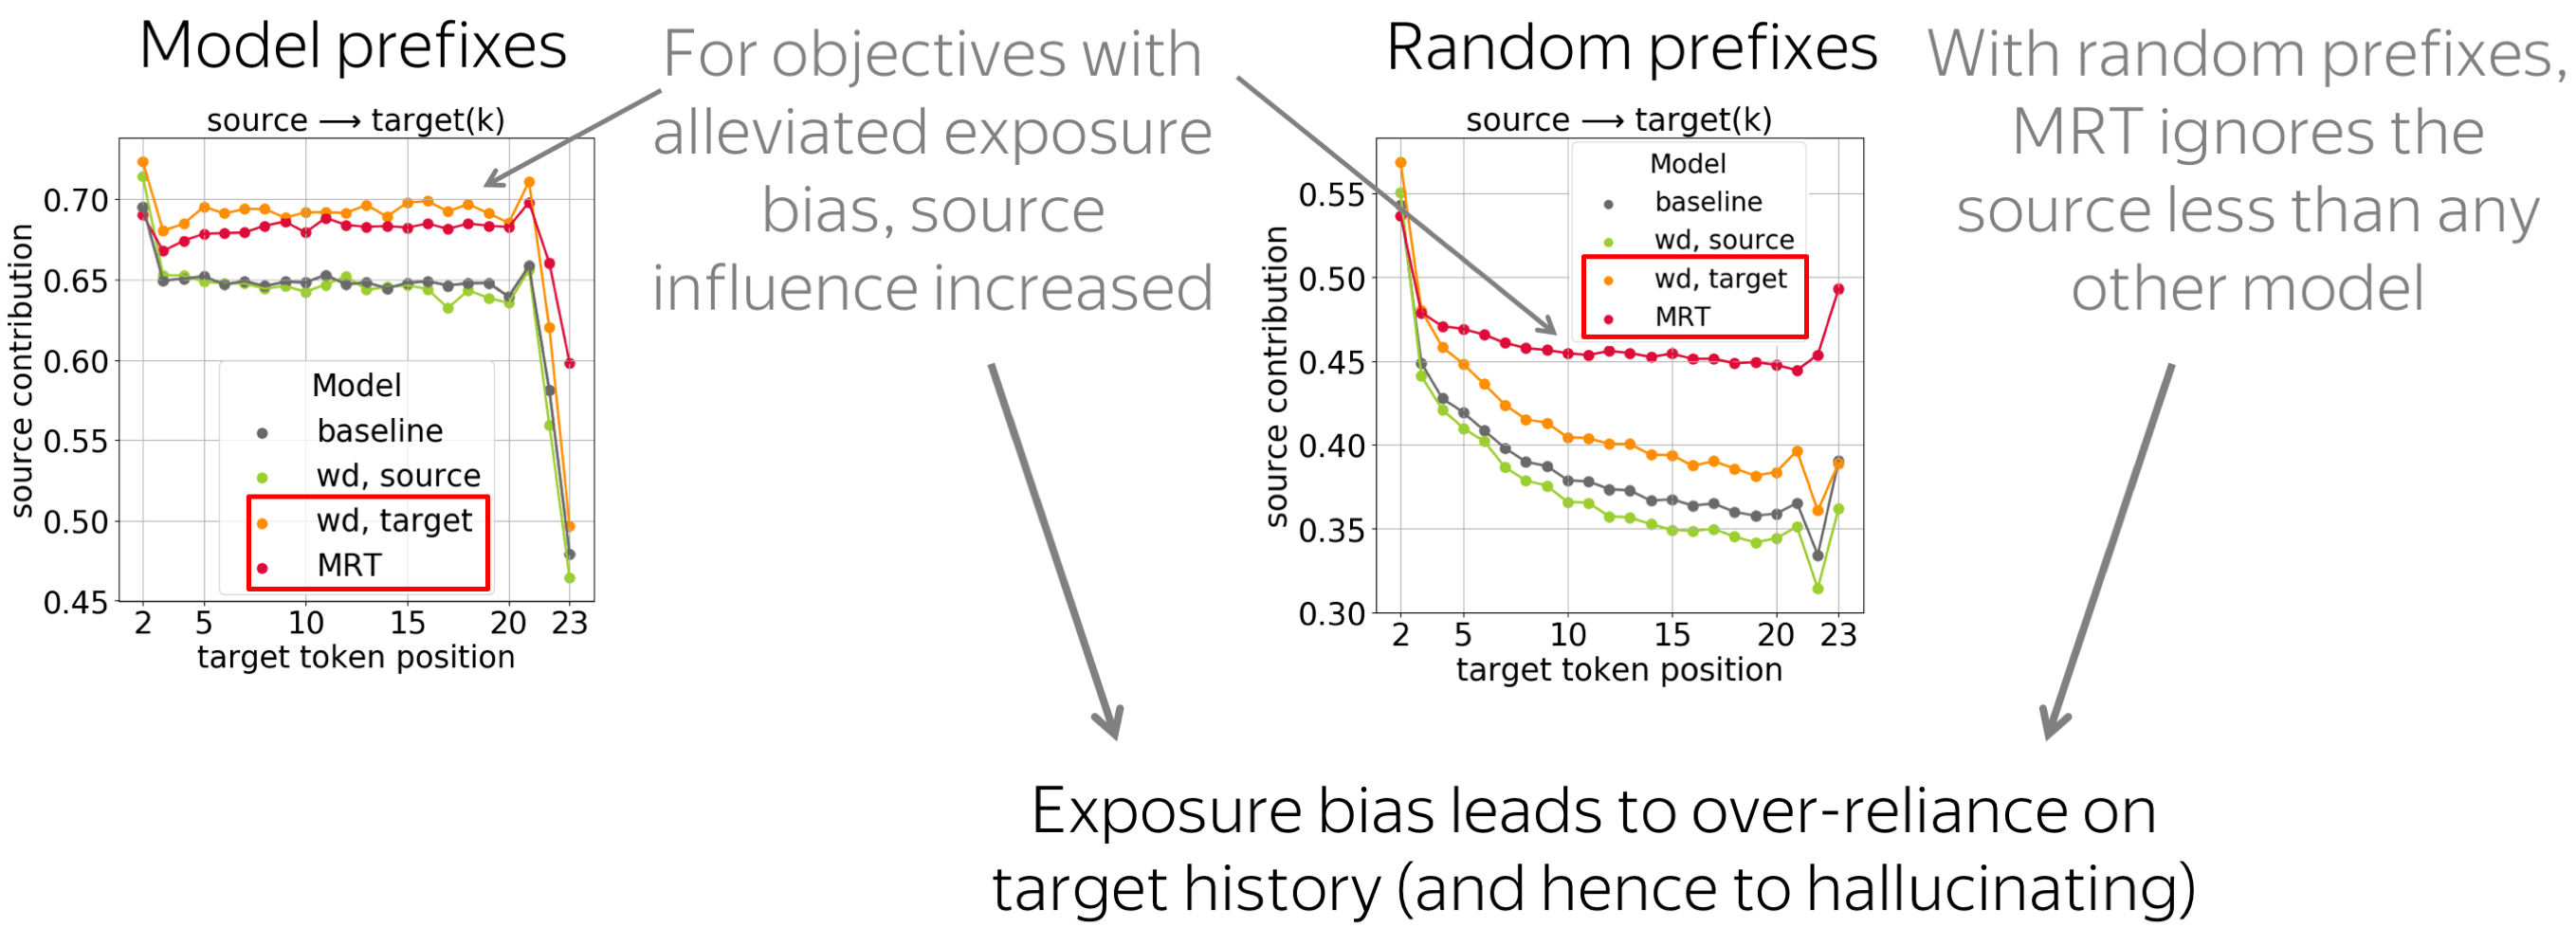 Model prefixes
source ⟶ target(k)
source contribution
0.70
0.65
0.60
0.55
0.50
0.45
Model
baseline
wd, source
wd, target
MRT
2 5 10 15 20 23
target token position
For objectives with
alleviated exposure
bias, source
influence increased
Random prefixes
source ⟶ target(k)
source contribution
0.55
0.50
0.45
0.40
0.35
0.30
Model
baseline
wd, source
wd, target
MRT
2 5 10 15 20 23
target token position
With random prefixes,
MRT ignores the
source less than any
other model
Exposure bias leads to over-reliance on
target history (and hence to hallucinating)